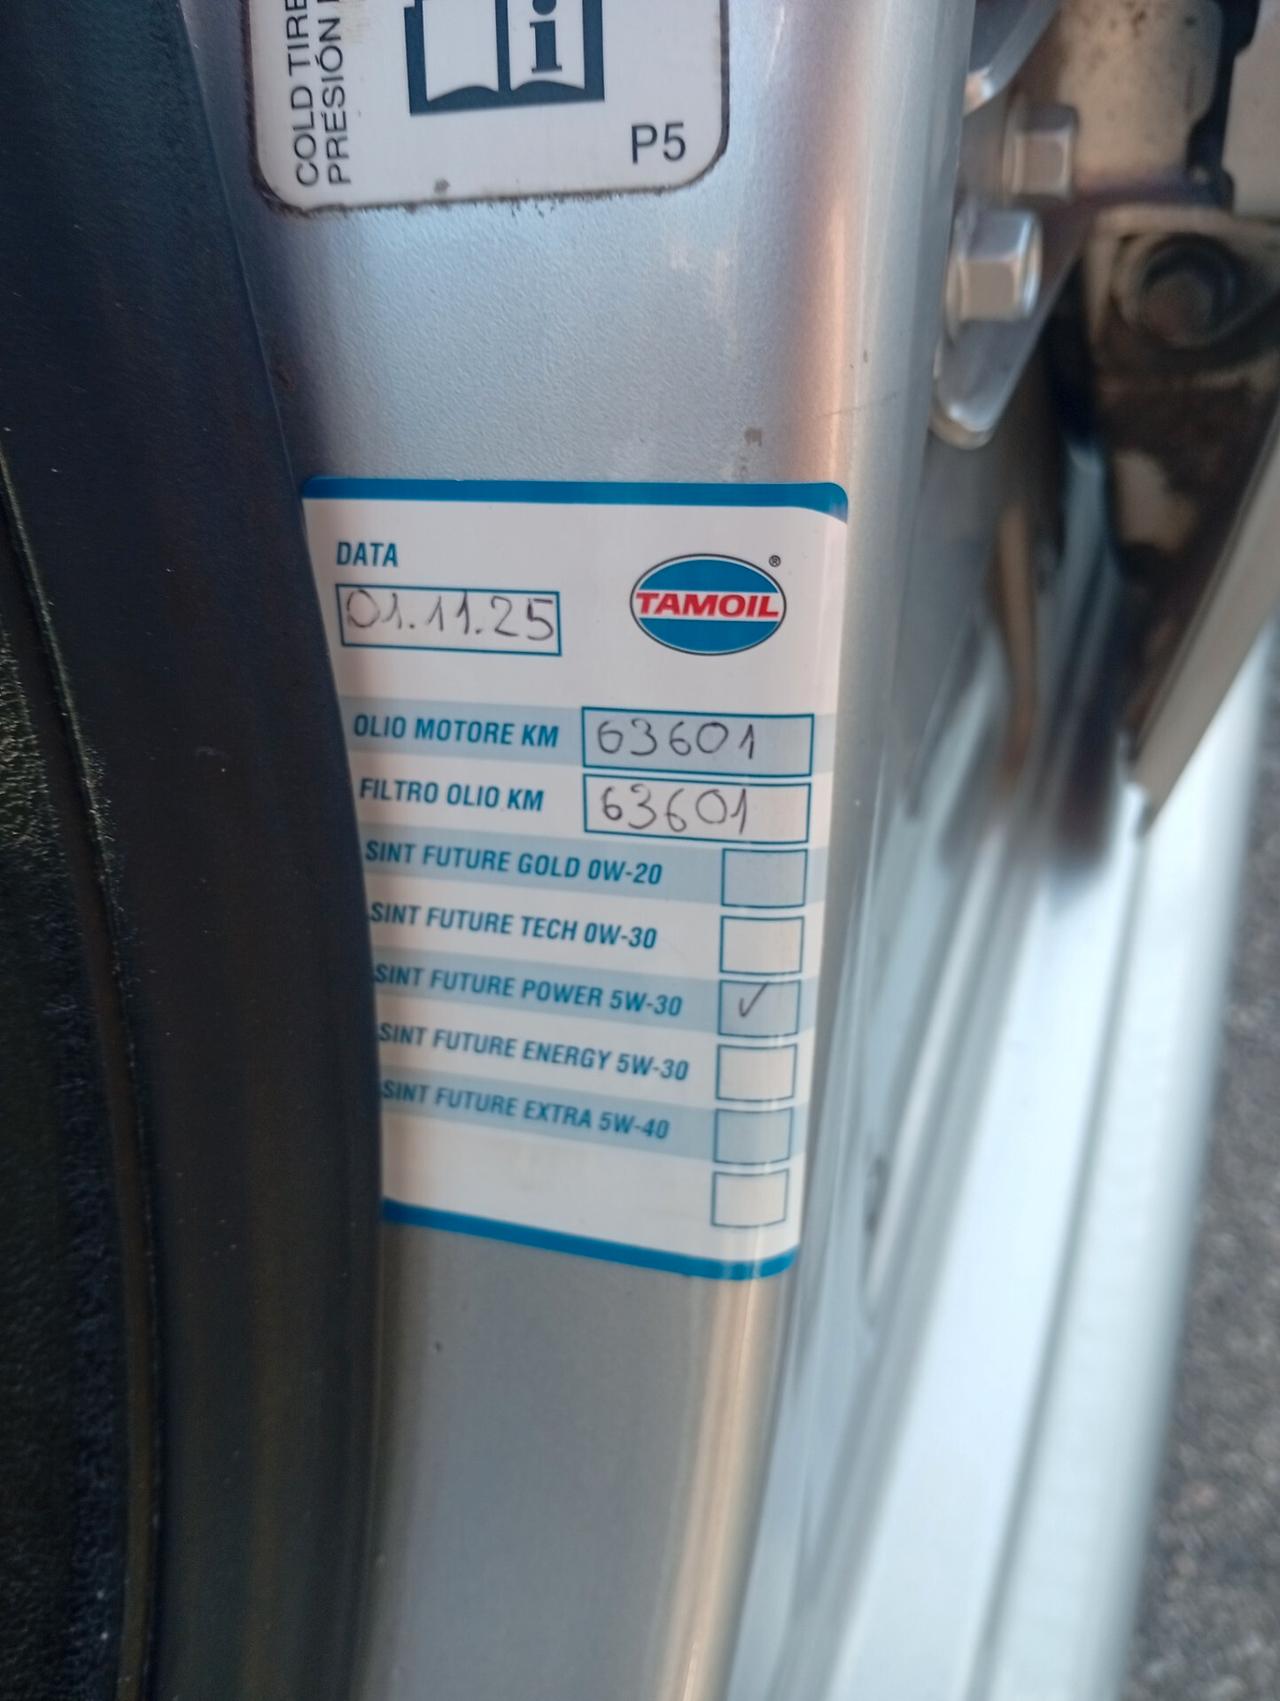 COLD TIRE
PRESIÓN
i
P5
DATA
01.11.25
TAMOIL®
OLIO MOTORE KM 63601
FILTRO OLIO KM 63601
SINT FUTURE GOLD 0W-20
SINT FUTURE TECH 0W-30
SINT FUTURE POWER 5W-30 ✓
SINT FUTURE ENERGY 5W-30
SINT FUTURE EXTRA 5W-40